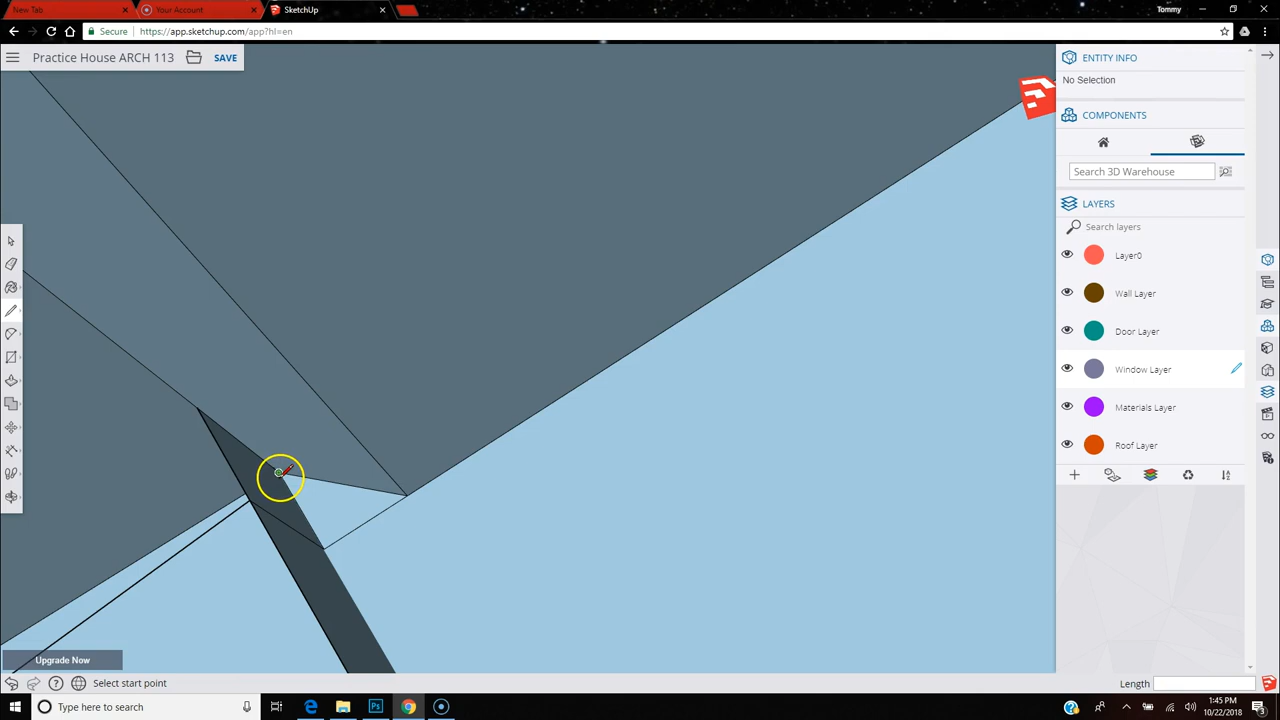 New Tab
Your Account
SketchUp
Tommy
Secure
https://app.sketchup.com/app?hl=en
Practice House ARCH 113
SAVE
ENTITY INFO
No Selection
COMPONENTS
Search 3D Warehouse
LAYERS
Search layers
Layer0
Wall Layer
Door Layer
Window Layer
Materials Layer
Roof Layer
Upgrade Now
Select start point
Length
Type here to search
Ps
1:45 PM
10/22/2018